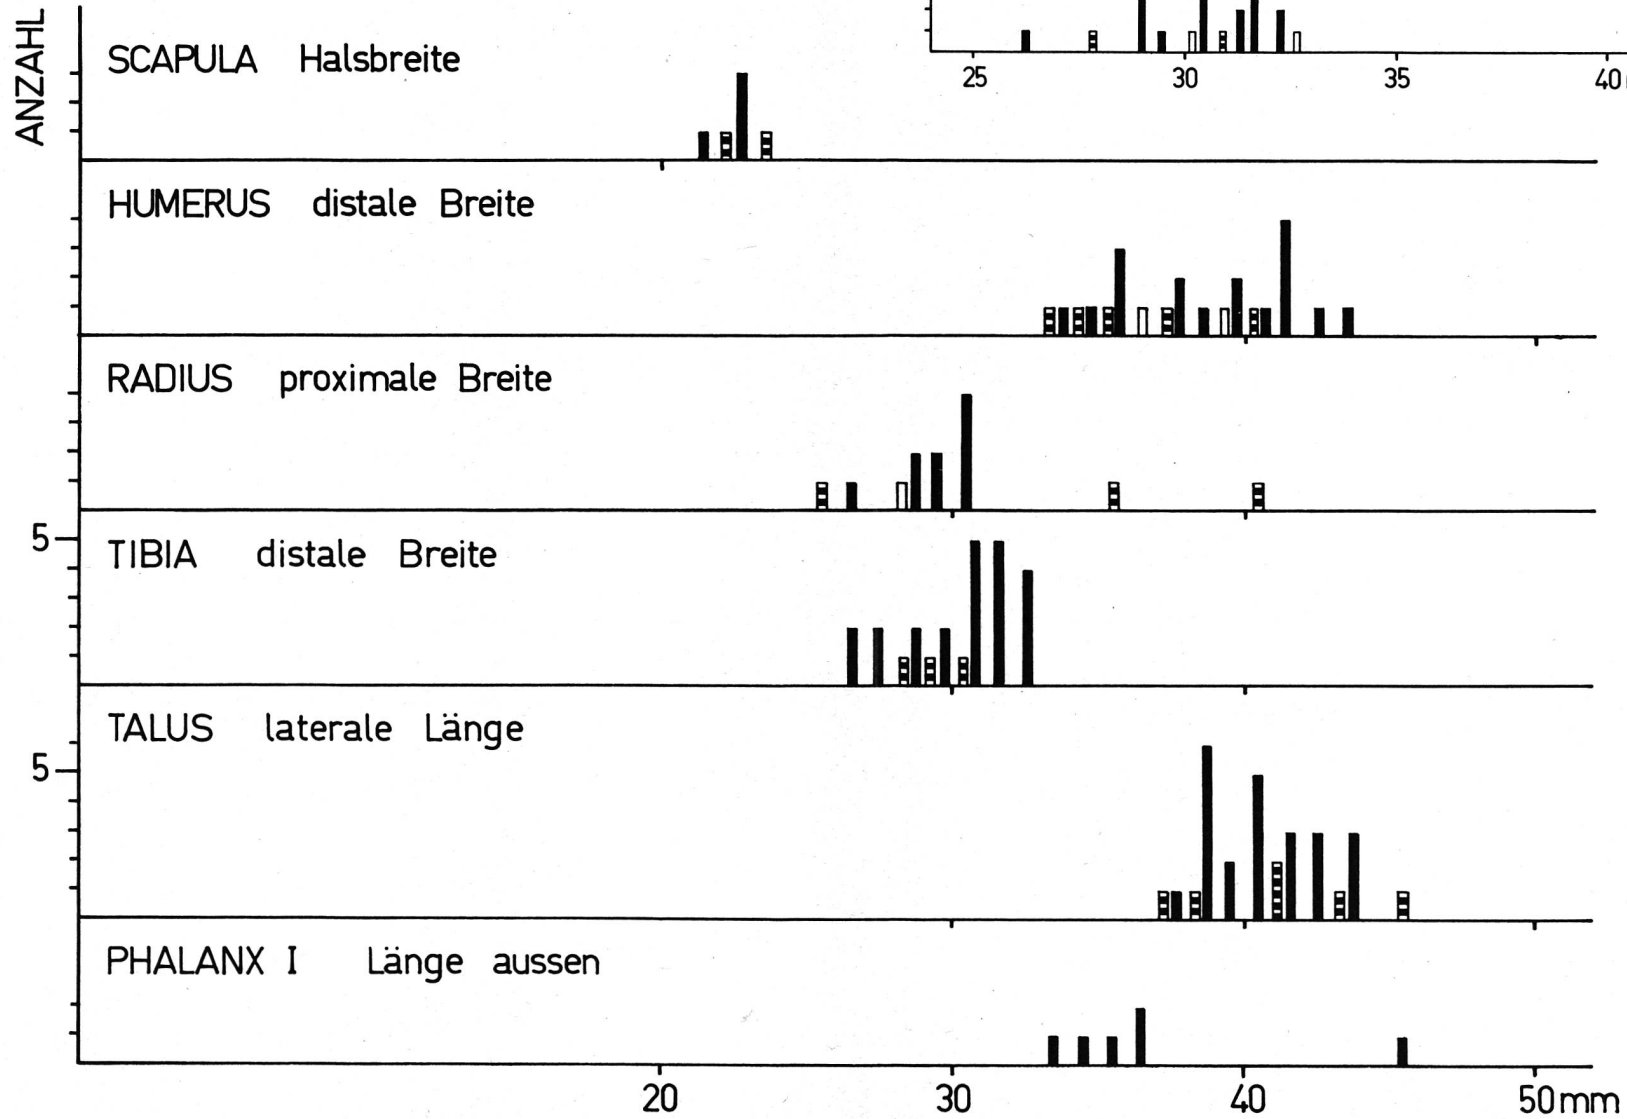 ANZAHL
SCAPULA Halsbreite
25 30 35 40
HUMERUS distale Breite
RADIUS proximale Breite
5
TIBIA distale Breite
TALUS laterale Länge
5
PHALANX I Länge aussen
20 30 40 50mm